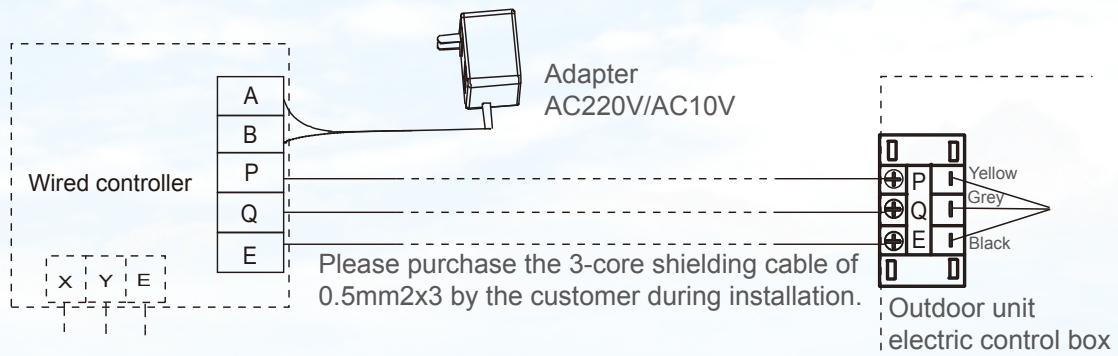 Adapter
AC220V/AC10V
A
B
P
Q
E
Wired controller
X Y E
P
Q
E
Yellow
Grey
Black
Please purchase the 3-core shielding cable of
0.5mm2x3 by the customer during installation.
Outdoor unit
electric control box